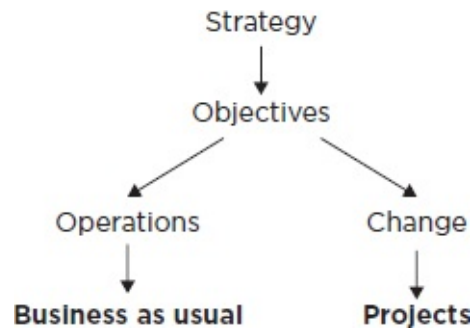 Strategy
Objectives
Operations Change
Business as usual Projects